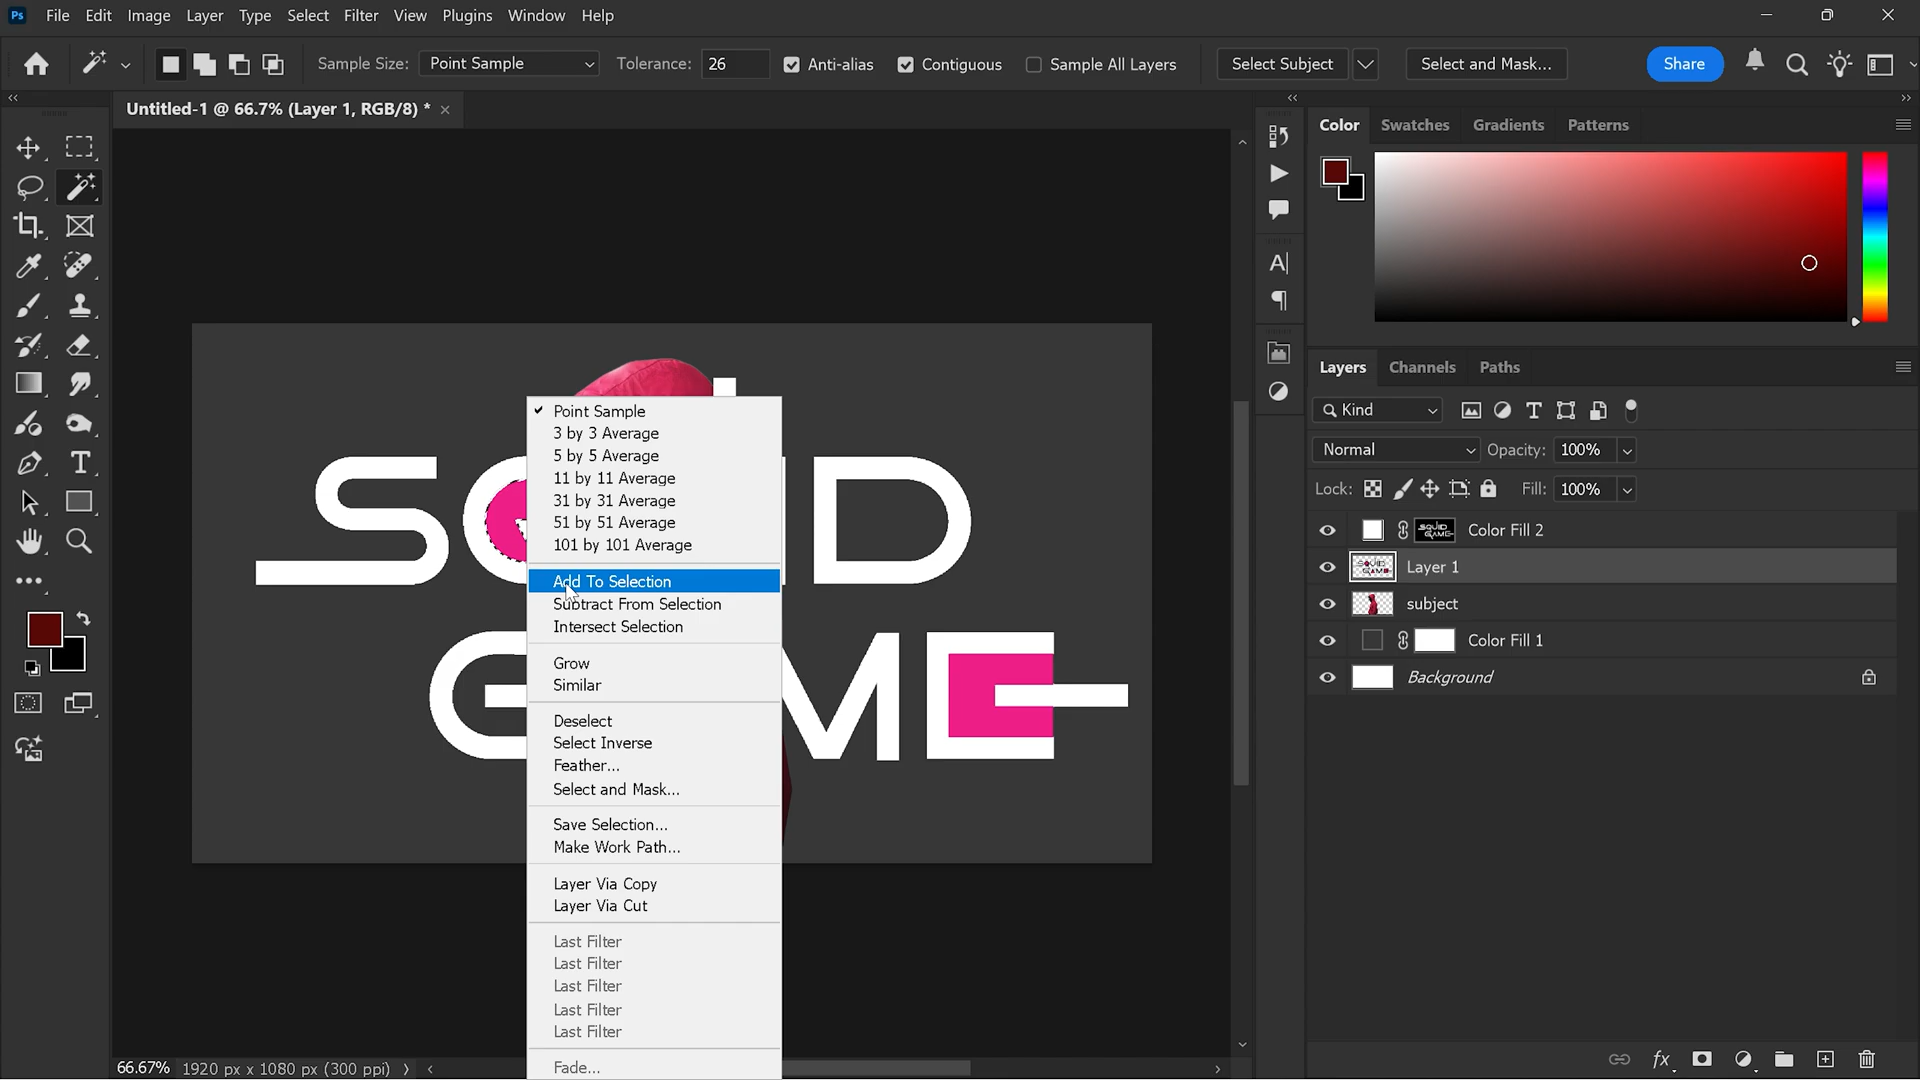 Ps File Edit Image Layer Type Select Filter View Plugins Window Help
Sample Size: Point Sample Tolerance: 26 Anti-alias Contiguous Sample All Layers Select Subject Select and Mask... Share
Untitled-1 @ 66.7% (Layer 1, RGB/8) *
Color Swatches Gradients Patterns
SQUID
GAME
Point Sample
3 by 3 Average
5 by 5 Average
11 by 11 Average
31 by 31 Average
51 by 51 Average
101 by 101 Average
Add To Selection
Subtract From Selection
Intersect Selection
Grow
Similar
Deselect
Select Inverse
Feather...
Select and Mask...
Save Selection...
Make Work Path...
Layer Via Copy
Layer Via Cut
Last Filter
Last Filter
Last Filter
Last Filter
Last Filter
Fade...
Layers Channels Paths
Kind
Normal Opacity: 100%
Lock: Fill: 100%
SQUID GAME Color Fill 2
SQUID GAME Layer 1
subject
Color Fill 1
Background
66.67% 1920 px x 1080 px (300 ppi)